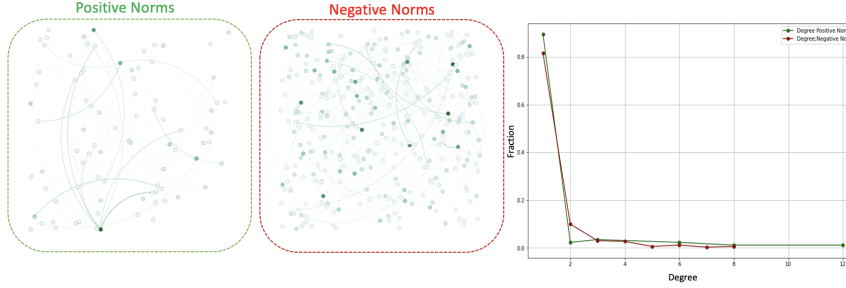 Positive Norms
Negative Norms
Degree Positive Nor
Degree;Negative No
Fraction
0.8
0.6
0.4
0.2
0.0
2
4
6
8
10
12
Degree